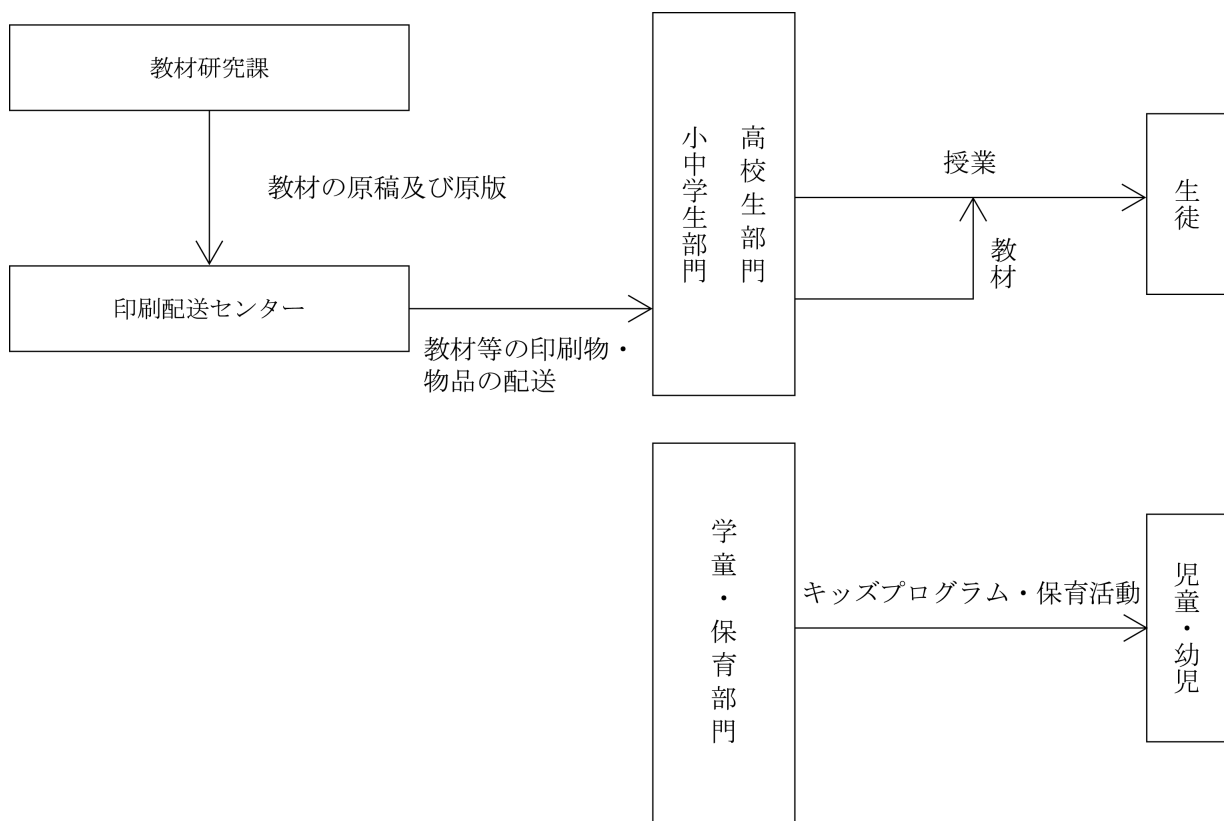 教材研究課
教材の原稿及び原版
印刷配送センター
教材等の印刷物・
物品の配送
高校生部門
小中学生部門
授業
教材
生徒
学童・保育部門
キッズプログラム・保育活動
児童・幼児